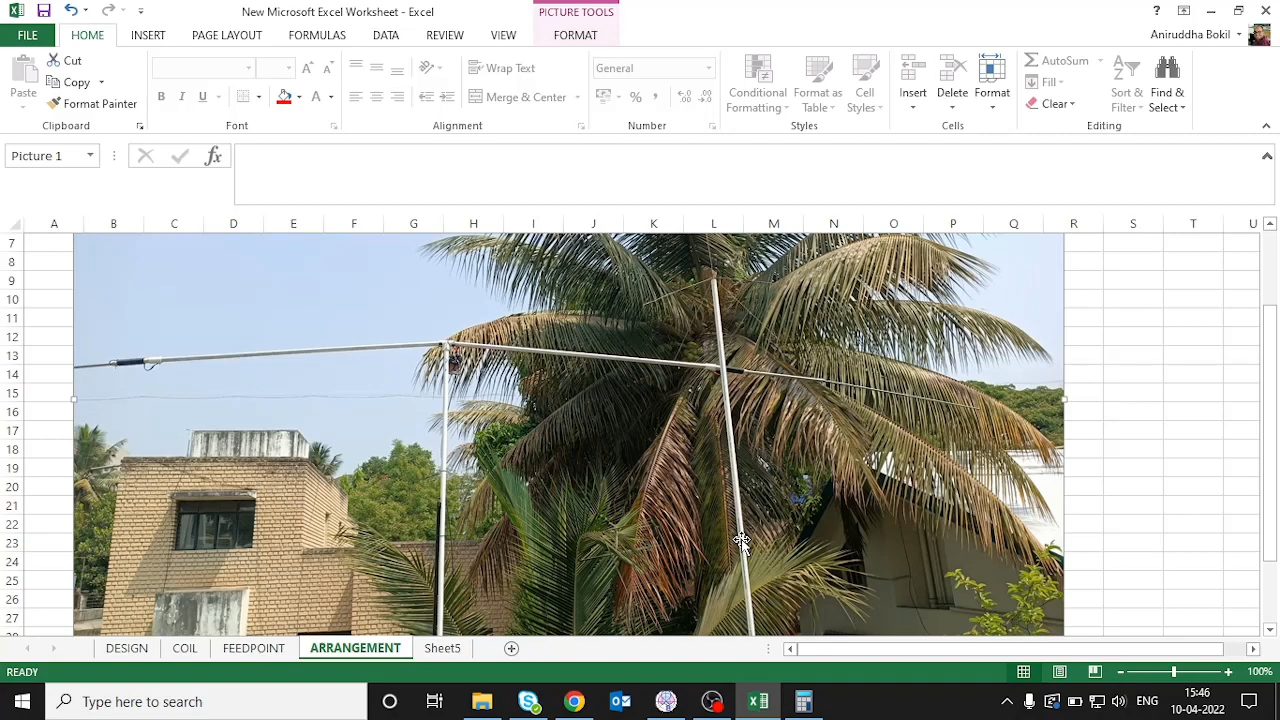 New Microsoft Excel Worksheet - Excel
PICTURE TOOLS
?
FILE
HOME
INSERT
PAGE LAYOUT
FORMULAS
DATA
REVIEW
VIEW
FORMAT
Aniruddha Bokil
Paste
Cut
Copy
Format Painter
B I U
A A
A
Wrap Text
Merge & Center
General
% ,
Conditional Formatting
Format as Table
Cell Styles
Insert
Delete
Format
AutoSum
Fill
Clear
Sort & Filter
Find & Select
Clipboard
Font
Alignment
Number
Styles
Cells
Editing
Picture 1
fx
A B C D E F G H I J K L M N O P Q R S T U
7
8
9
10
11
12
13
14
15
16
17
18
19
20
21
22
23
24
25
26
27
DESIGN
COIL
FEEDPOINT
ARRANGEMENT
Sheet5
READY
100%
Type here to search
ENG
15:46
10-04-2022